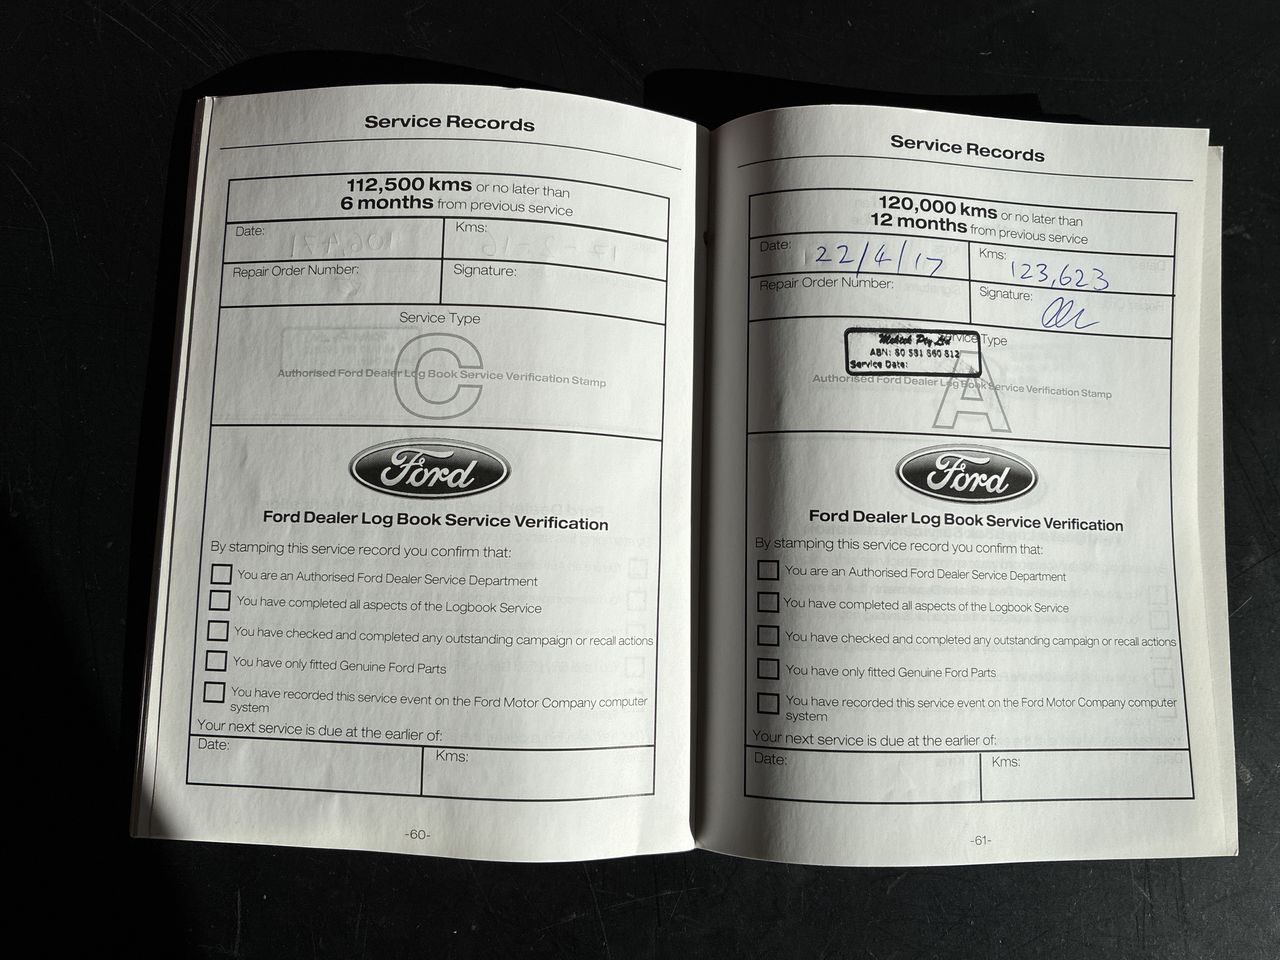 Service Records
112,500 kms or no later than
6 months from previous service
Date:
Kms:
Repair Order Number:
Signature:
Service Type
C
Authorised Ford Dealer Log Book Service Verification Stamp
Ford
Ford Dealer Log Book Service Verification
By stamping this service record you confirm that:
You are an Authorised Ford Dealer Service Department
You have completed all aspects of the Logbook Service
You have checked and completed any outstanding campaign or recall actions
You have only fitted Genuine Ford Parts
You have recorded this service event on the Ford Motor Company computer
system
Your next service is due at the earlier of:
Date:
Kms:
-60-
Service Records
120,000 kms or no later than
12 months from previous service
Date: 22/4/17
Kms: 123,623
Repair Order Number:
Signature:
Service Type
Pty Ltd
ABN: 80 581 560 812
Service Date:
A
Authorised Ford Dealer Log Book Service Verification Stamp
Ford
Ford Dealer Log Book Service Verification
By stamping this service record you confirm that:
You are an Authorised Ford Dealer Service Department
You have completed all aspects of the Logbook Service
You have checked and completed any outstanding campaign or recall actions
You have only fitted Genuine Ford Parts
You have recorded this service event on the Ford Motor Company computer
system
Your next service is due at the earlier of:
Date:
Kms:
-61-